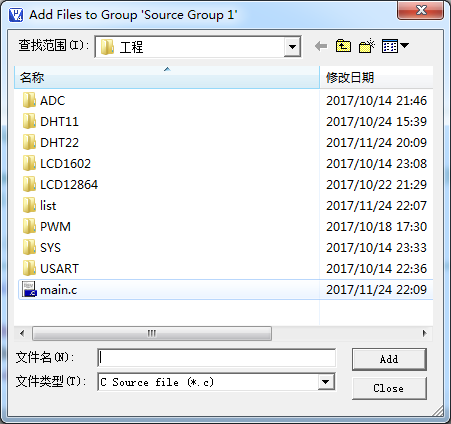 Add Files to Group 'Source Group 1'
查找范围(I): 工程
名称 修改日期
ADC 2017/10/14 21:46
DHT11 2017/10/24 15:39
DHT22 2017/11/24 20:09
LCD1602 2017/10/14 23:08
LCD12864 2017/10/22 21:29
list 2017/11/24 22:07
PWM 2017/10/18 17:30
SYS 2017/10/14 23:33
USART 2017/10/14 22:36
main.c 2017/11/24 22:09
文件名(N): Add
文件类型(T): C Source file (*.c) Close